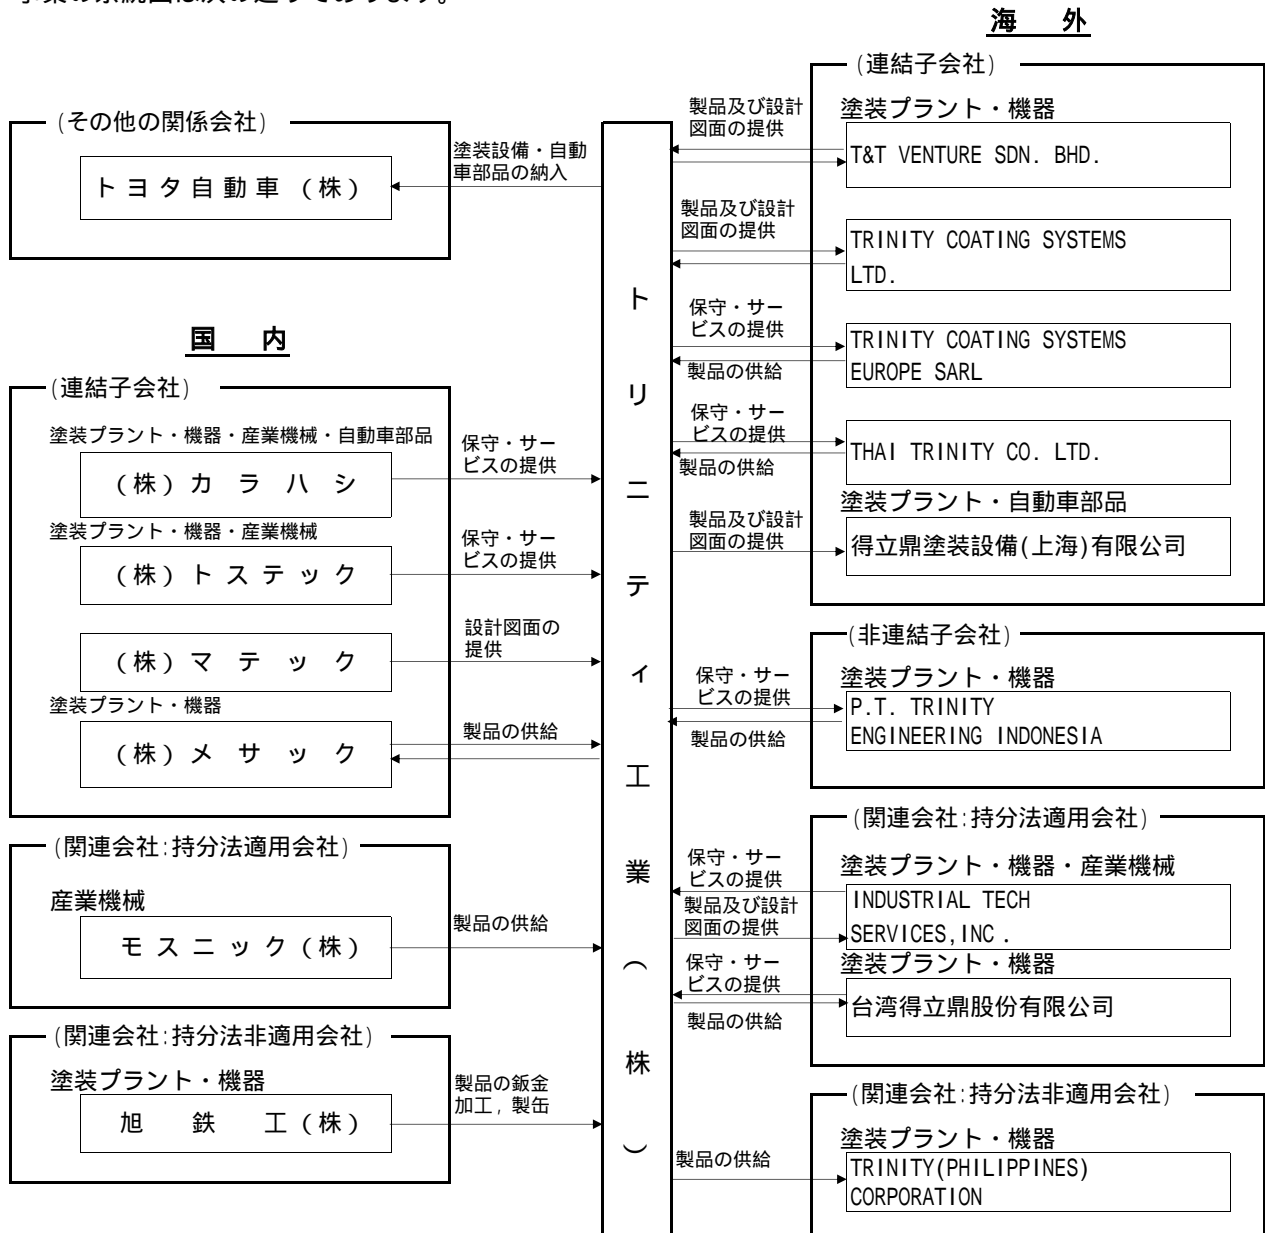 海 外
(その他の関係会社)
トヨタ自動車（株）
塗装設備・自動
車部品の納入
国 内
(連結子会社)
塗装プラント・機器・産業機械・自動車部品
（株）カラハシ
保守・サー
ビスの提供
塗装プラント・機器・産業機械
（株）トステック
保守・サー
ビスの提供
（株）マテック
設計図面の
提供
塗装プラント・機器
（株）メサック
製品の供給
(関連会社:持分法適用会社)
産業機械
モスニック（株）
製品の供給
(関連会社:持分法非適用会社)
塗装プラント・機器
旭鉄工（株）
製品の鈑金
加工，製缶
トリニティ工業（株）
(連結子会社)
塗装プラント・機器
製品及び設計
図面の提供
T&T VENTURE SDN. BHD.
製品及び設計
図面の提供
TRINITY COATING SYSTEMS
LTD.
保守・サー
ビスの提供
製品の供給
TRINITY COATING SYSTEMS
EUROPE SARL
保守・サー
ビスの提供
製品の供給
THAI TRINITY CO. LTD.
塗装プラント・自動車部品
製品及び設計
図面の提供
得立鼎塗装設備(上海)有限公司
(非連結子会社)
塗装プラント・機器
保守・サー
ビスの提供
製品の供給
P.T. TRINITY
ENGINEERING INDONESIA
(関連会社:持分法適用会社)
塗装プラント・機器・産業機械
保守・サー
ビスの提供
製品及び設計
図面の提供
INDUSTRIAL TECH
SERVICES,INC.
塗装プラント・機器
保守・サー
ビスの提供
製品の供給
台湾得立鼎股份有限公司
(関連会社:持分法非適用会社)
塗装プラント・機器
製品の供給
TRINITY(PHILIPPINES)
CORPORATION